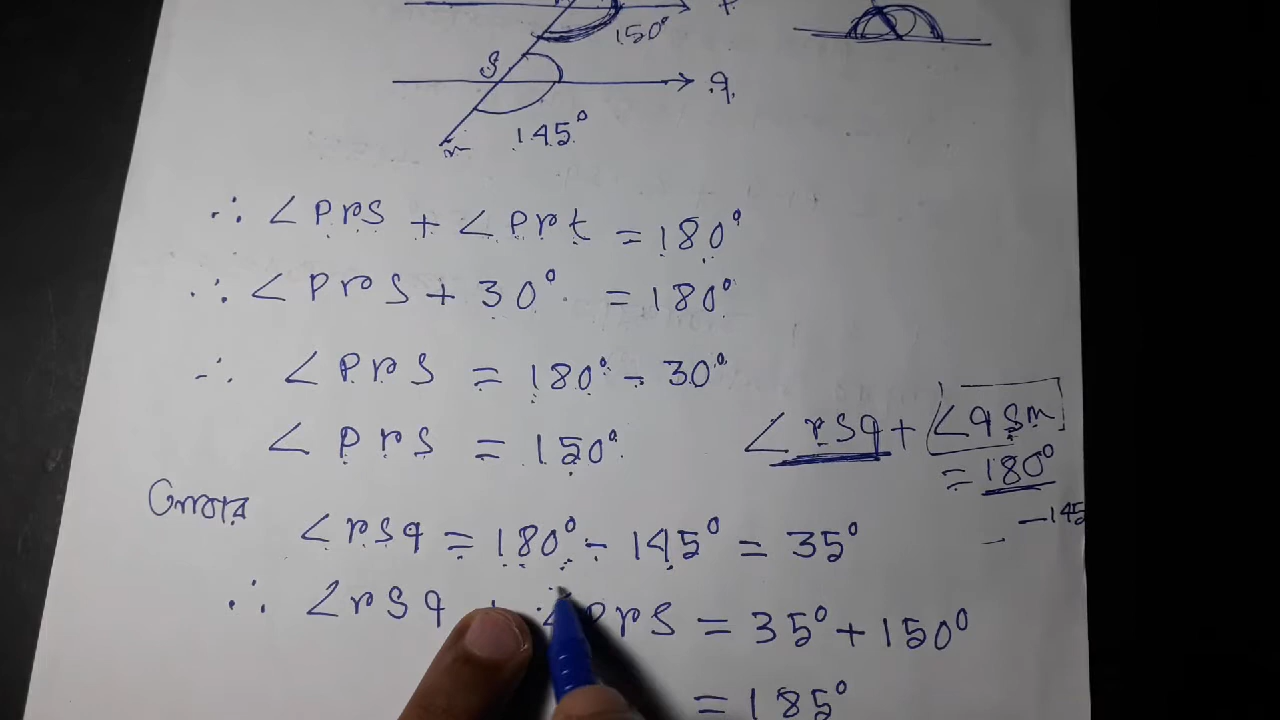 150°
S
q
145°
m
∴ ∠prs + ∠prt = 180°
∴ ∠prs + 30° = 180°
∴ ∠prs = 180° - 30°
∠prs = 150°
∠rsq + ∠qsm
= 180°
- 145
∠rsq = 180° - 145° = 35°
∴ ∠rsq + ∠prs = 35° + 150°
= 185°